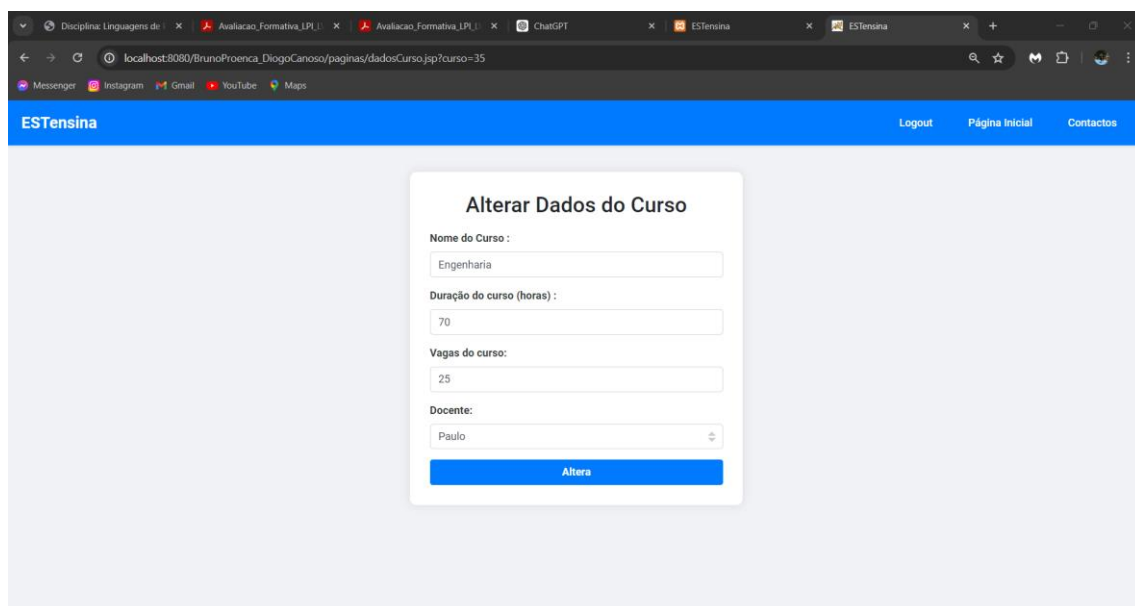 Disciplina: Linguagens de
Avaliacao_Formativa_LPI_L
Avaliacao_Formativa_LPI_L
ChatGPT
ESTensina
ESTensina
localhost:8080/BrunoProenca_DiogoCanoso/paginas/dadosCurso.jsp?curso=35
Messenger Instagram Gmail YouTube Maps
ESTensina Logout Página Inicial Contactos
Alterar Dados do Curso
Nome do Curso :
Engenharia
Duração do curso (horas) :
70
Vagas do curso:
25
Docente:
Paulo
Altera